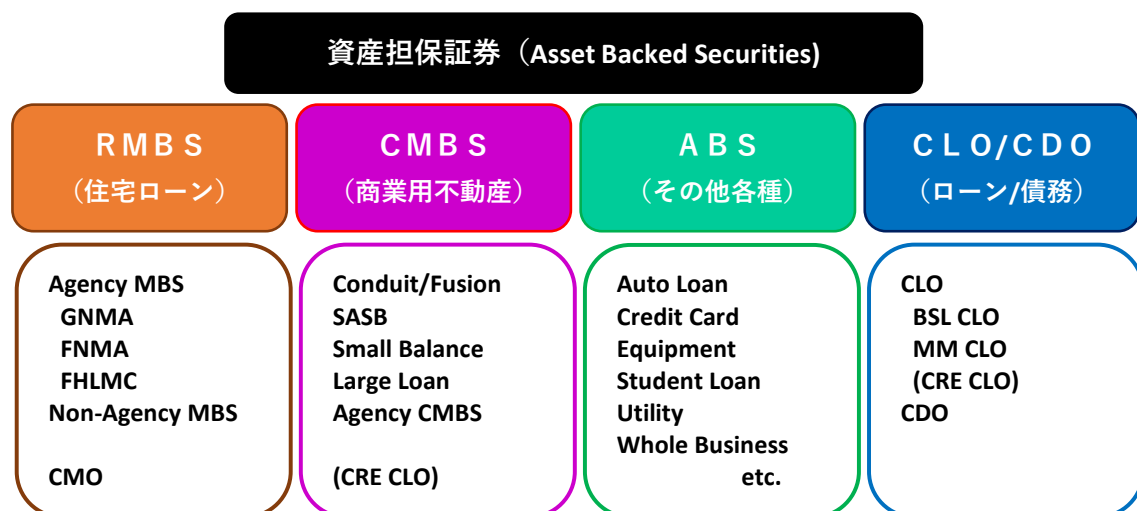 資産担保証券（Asset Backed Securities)
ＲＭＢＳ
（住宅ローン）
Agency MBS
GNMA
FNMA
FHLMC
Non-Agency MBS
CMO
ＣＭＢＳ
（商業用不動産）
Conduit/Fusion
SASB
Small Balance
Large Loan
Agency CMBS
(CRE CLO)
ＡＢＳ
（その他各種）
Auto Loan
Credit Card
Equipment
Student Loan
Utility
Whole Business
etc.
ＣＬＯ/ＣＤＯ
（ローン/債務）
CLO
BSL CLO
MM CLO
(CRE CLO)
CDO